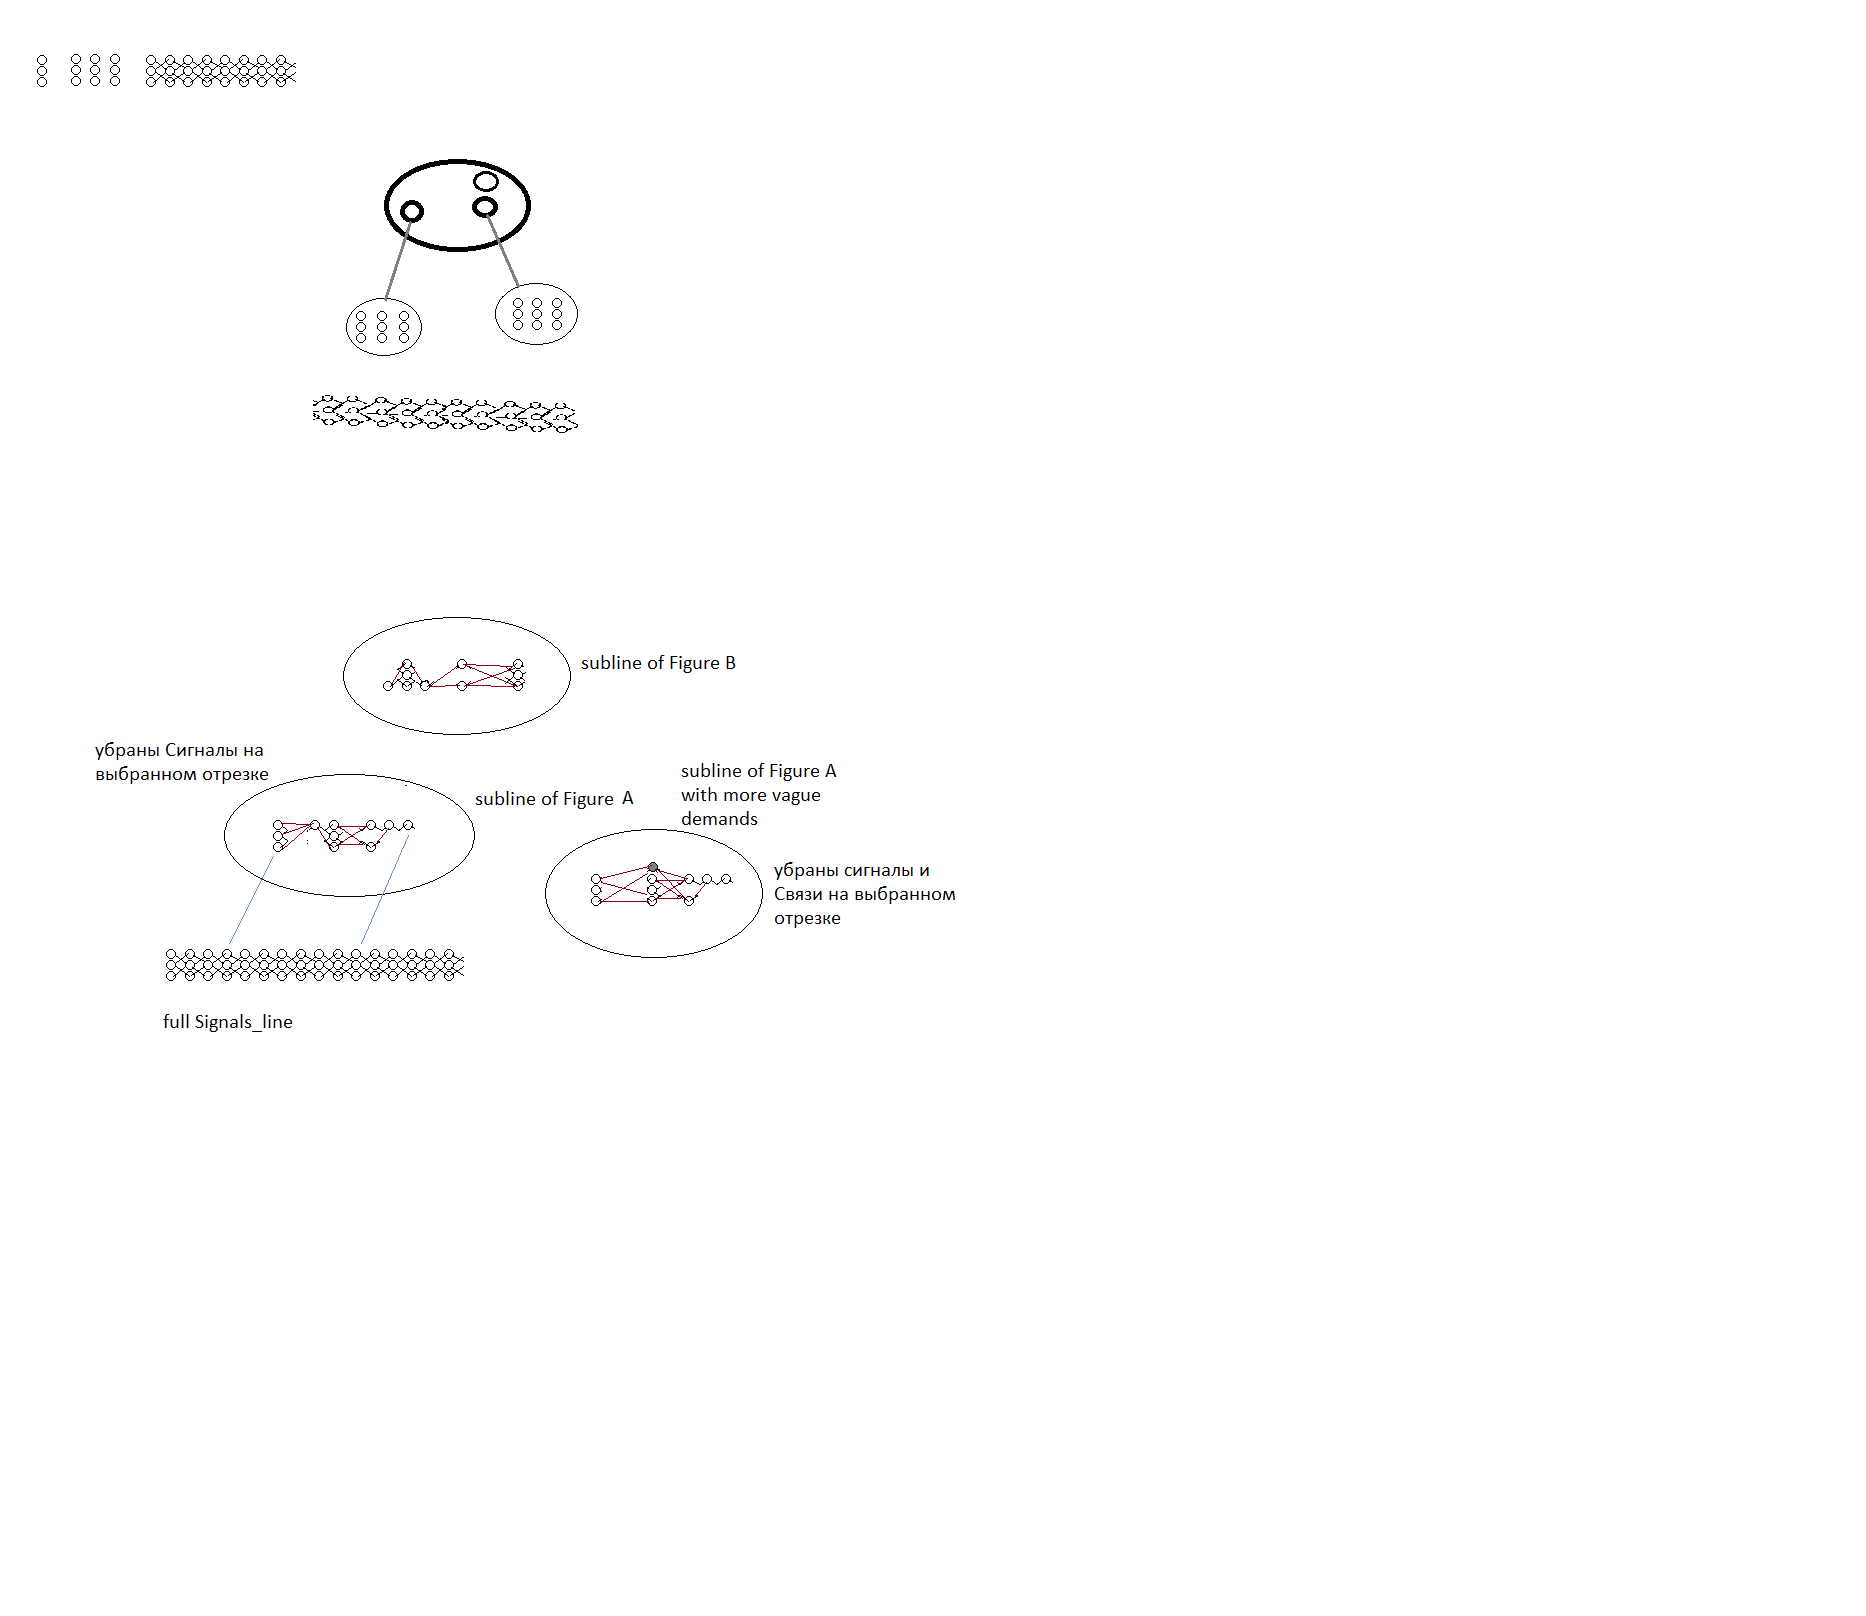 subline of Figure B
убраны Сигналы на
выбранном отрезке
subline of Figure A
subline of Figure A
with more vague
demands
убраны сигналы и
Связи на выбранном
отрезке
full Signals_line